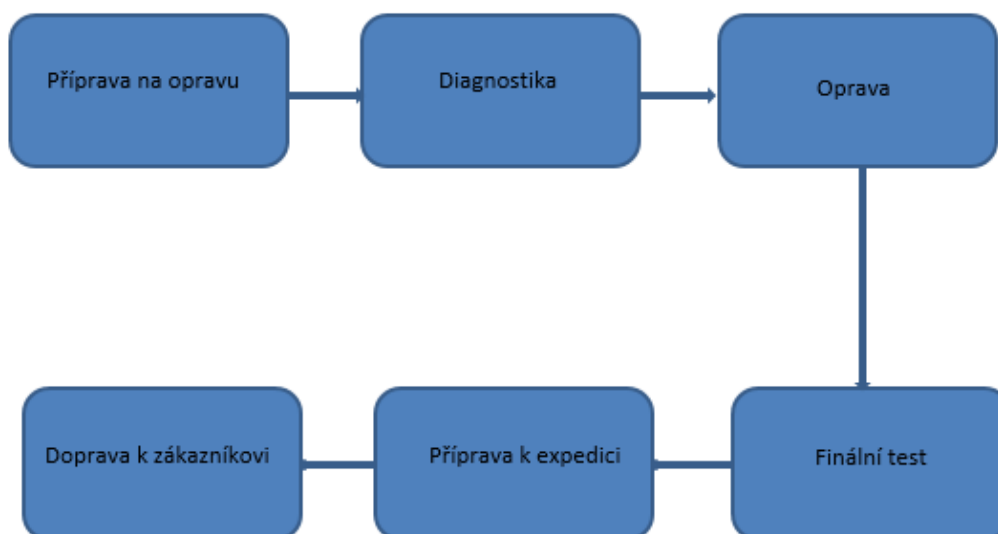 Příprava na opravu
Diagnostika
Oprava
Doprava k zákazníkovi
Příprava k expedici
Finální test